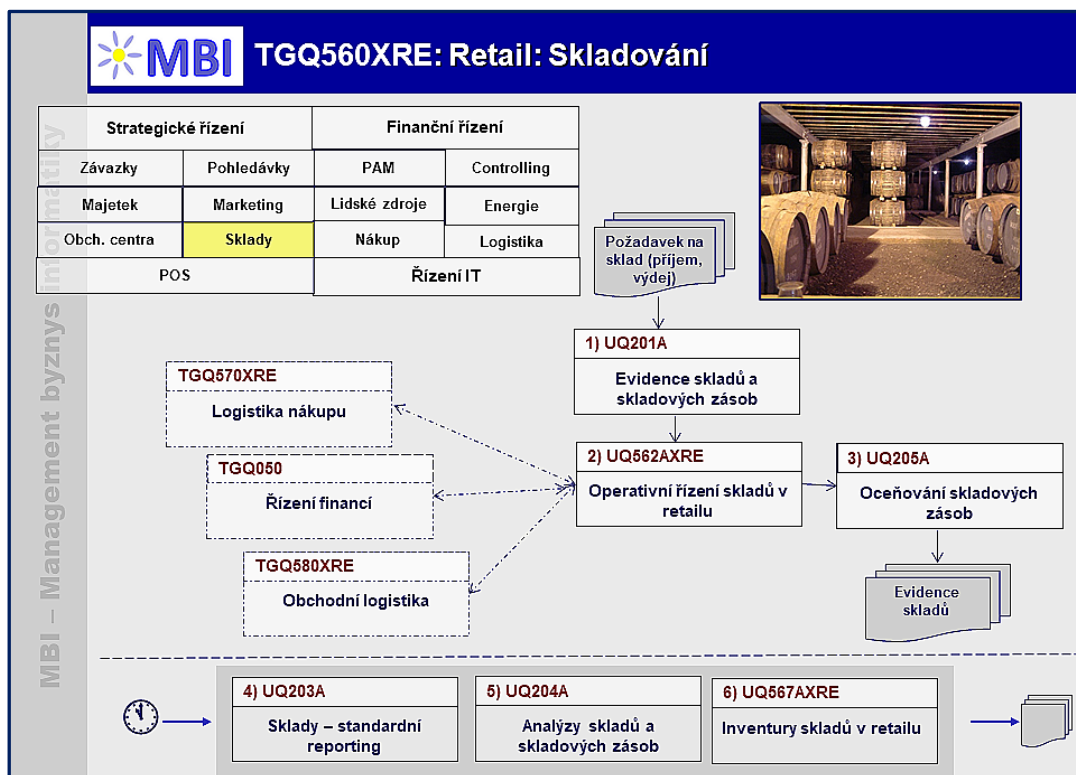 MBI
TGQ560XRE: Retail: Skladování
MBI – Management byznys informatiky
Strategické řízení
Finanční řízení
Závazky
Pohledávky
PAM
Controlling
Majetek
Marketing
Lidské zdroje
Energie
Obch. centra
Sklady
Nákup
Logistika
POS
Řízení IT
Požadavek na
sklad (příjem,
výdej)
1) UQ201A
Evidence skladů a
skladových zásob
TGQ570XRE
Logistika nákupu
TGQ050
Řízení financí
TGQ580XRE
Obchodní logistika
2) UQ562AXRE
Operativní řízení skladů v
retailu
3) UQ205A
Oceňování skladových
zásob
Evidence
skladů
4) UQ203A
Sklady – standardní
reporting
5) UQ204A
Analýzy skladů a
skladových zásob
6) UQ567AXRE
Inventury skladů v retailu